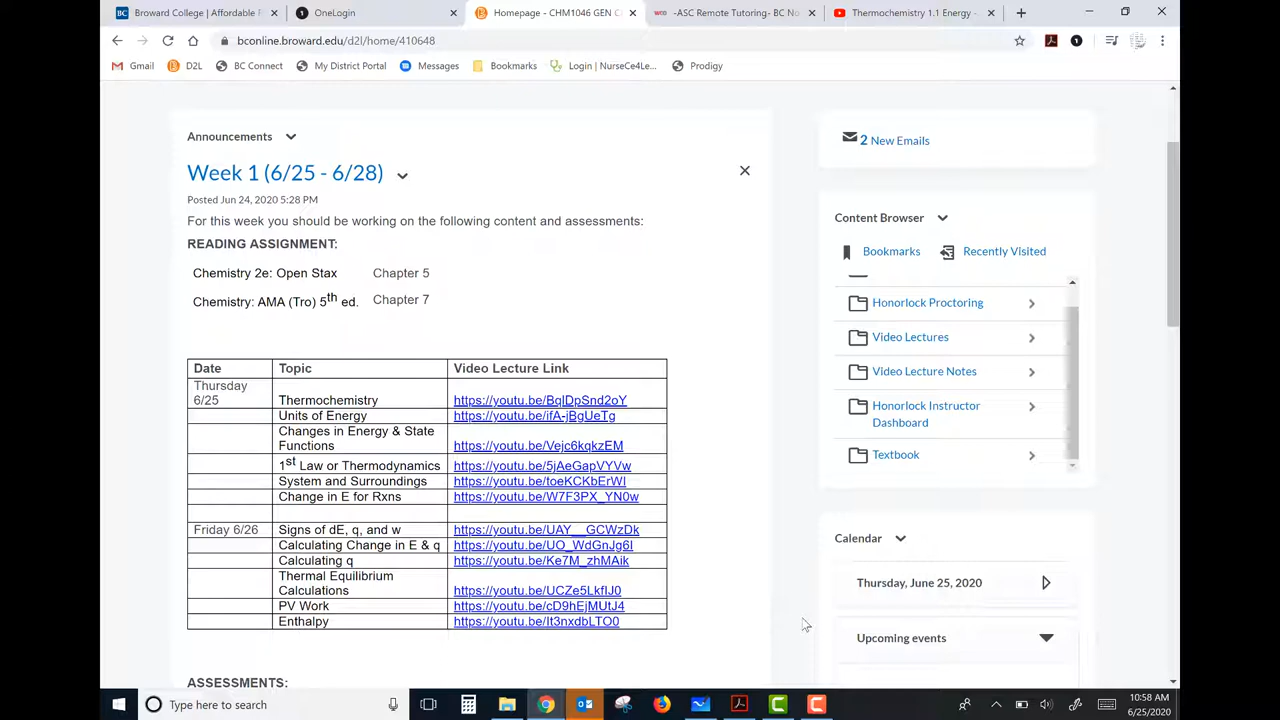 Broward College | Affordable F
OneLogin
Homepage - CHM1046 GEN C
-ASC Remote Tutoring- BC No
Thermochemistry 1.1 Energy -
bconline.broward.edu/d2l/home/410648
Gmail D2L BC Connect My District Portal Messages Bookmarks Login | NurseCe4Le... Prodigy
Announcements
Week 1 (6/25 - 6/28)
Posted Jun 24, 2020 5:28 PM
For this week you should be working on the following content and assessments:
READING ASSIGNMENT:
Chemistry 2e: Open Stax Chapter 5
Chemistry: AMA (Tro) 5th ed. Chapter 7
Date Topic Video Lecture Link
Thursday
6/25 Thermochemistry https://youtu.be/BqlDpSnd2oY
Units of Energy https://youtu.be/ifA-jBgUeTg
Changes in Energy & State
Functions https://youtu.be/Vejc6kqkzEM
1st Law or Thermodynamics https://youtu.be/5jAeGapVYVw
System and Surroundings https://youtu.be/toeKCKbErWI
Change in E for Rxns https://youtu.be/W7F3PX_YN0w
Friday 6/26 Signs of dE, q, and w https://youtu.be/UAY__GCWzDk
Calculating Change in E & q https://youtu.be/UO_WdGnJg6I
Calculating q https://youtu.be/Ke7M_zhMAik
Thermal Equilibrium
Calculations https://youtu.be/UCZe5LkfIJ0
PV Work https://youtu.be/cD9hEjMUtJ4
Enthalpy https://youtu.be/It3nxdbLTO0
ASSESSMENTS:
2 New Emails
Content Browser
Bookmarks Recently Visited
Honorlock Proctoring
Video Lectures
Video Lecture Notes
Honorlock Instructor
Dashboard
Textbook
Calendar
Thursday, June 25, 2020
Upcoming events
Type here to search
10:58 AM
6/25/2020